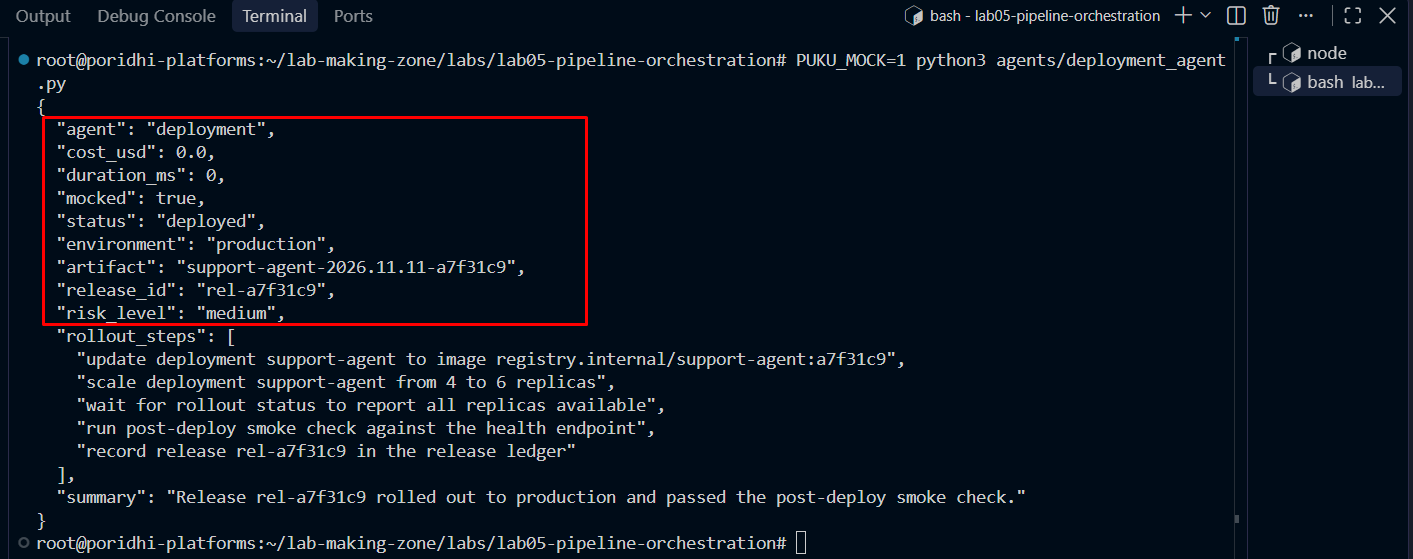 Output Debug Console Terminal Ports bash - lab05-pipeline-orchestration
root@poridhi-platforms:~/lab-making-zone/labs/lab05-pipeline-orchestration# PUKU_MOCK=1 python3 agents/deployment_agent
.py
{
"agent": "deployment",
"cost_usd": 0.0,
"duration_ms": 0,
"mocked": true,
"status": "deployed",
"environment": "production",
"artifact": "support-agent-2026.11.11-a7f31c9",
"release_id": "rel-a7f31c9",
"risk_level": "medium",
"rollout_steps": [
"update deployment support-agent to image registry.internal/support-agent:a7f31c9",
"scale deployment support-agent from 4 to 6 replicas",
"wait for rollout status to report all replicas available",
"run post-deploy smoke check against the health endpoint",
"record release rel-a7f31c9 in the release ledger"
],
"summary": "Release rel-a7f31c9 rolled out to production and passed the post-deploy smoke check."
}
root@poridhi-platforms:~/lab-making-zone/labs/lab05-pipeline-orchestration#
node
bash lab...